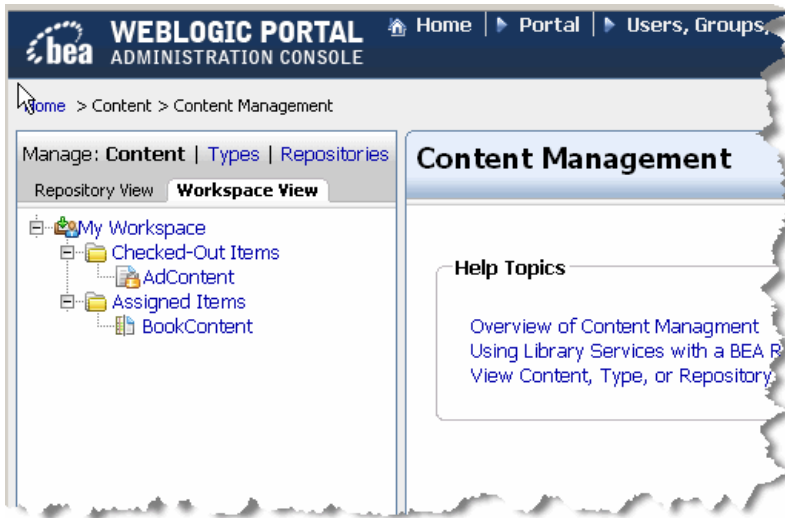 bea WEBLOGIC PORTAL
ADMINISTRATION CONSOLE
Home | Portal | Users, Groups,
Home > Content > Content Management
Manage: Content | Types | Repositories
Repository View Workspace View
My Workspace
Checked-Out Items
AdContent
Assigned Items
BookContent
Content Management
Help Topics
Overview of Content Managment
Using Library Services with a BEA
View Content, Type, or Repository